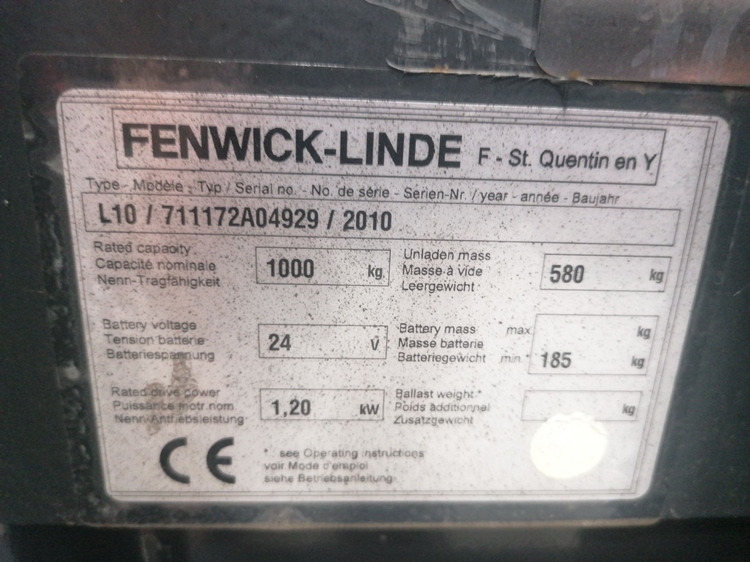 FENWICK-LINDE F - St. Quentin en Y
Type - Modèle - Typ / Serial no. - No. de série - Serien-Nr. / year - année - Baujahr
L10 / 711172A04929 / 2010
Rated capacity
Capacité nominale
Nenn-Tragfähigkeit
1000 kg
Unladen mass
Masse à vide
Leergewicht
580 kg
Battery voltage
Tension batterie
Batteriespannung
24 V
Battery mass max. kg
Masse batterie
Batteriegewicht min.* 185 kg
Rated drive power
Puissance motr.nom.
Nenn-Antriebsleistung
1,20 kW
Ballast weight *
Poids additionnel
Zusatzgewicht
kg
CE
* see Operating instructions
voir Mode d'emploi
siehe Betriebsanleitung